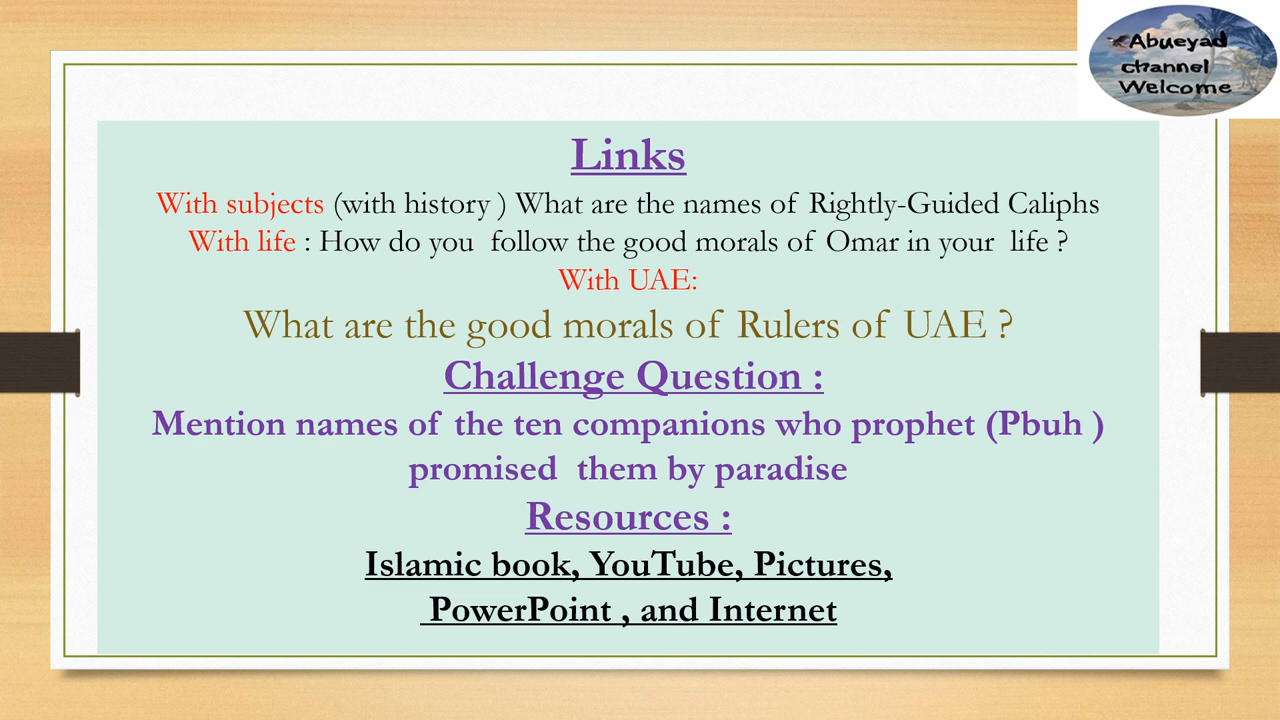 Abueyad
channel
Welcome
Links
With subjects (with history ) What are the names of Rightly-Guided Caliphs
With life : How do you follow the good morals of Omar in your life ?
With UAE:
What are the good morals of Rulers of UAE ?
Challenge Question :
Mention names of the ten companions who prophet (Pbuh )
promised them by paradise
Resources :
Islamic book, YouTube, Pictures,
PowerPoint , and Internet